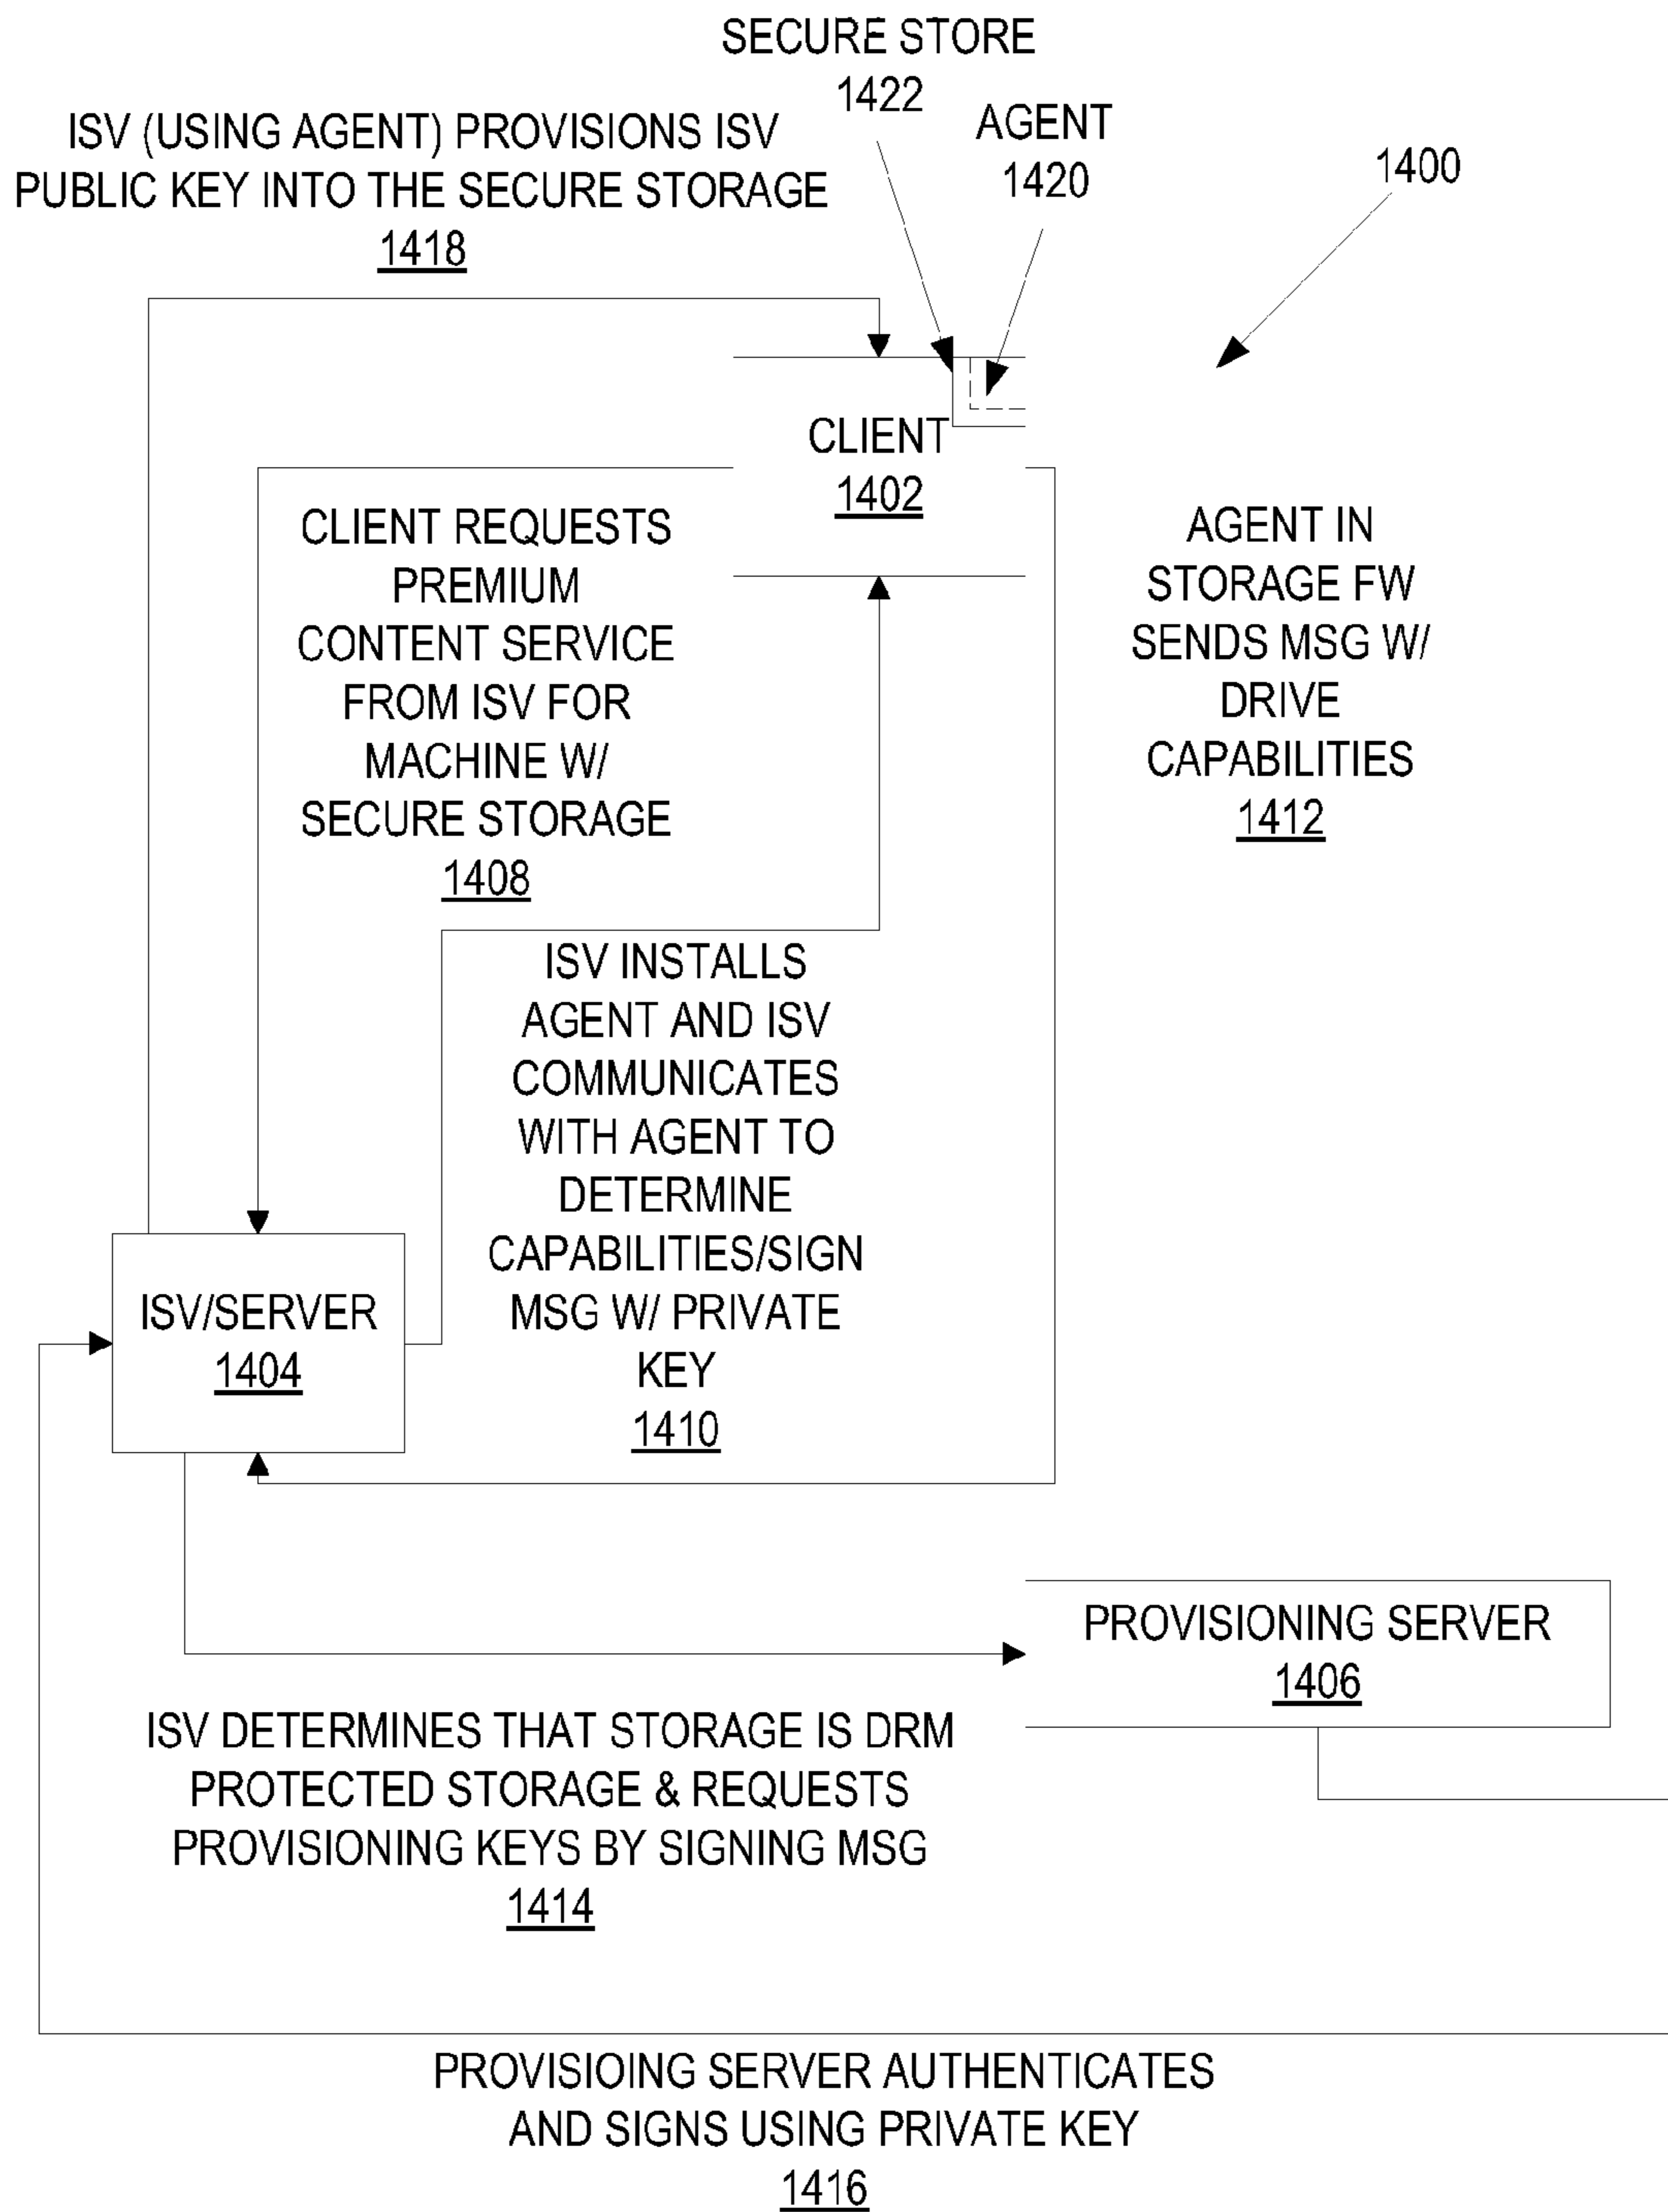 SECURE STORE
1422
AGENT
1420
1400
ISV (USING AGENT) PROVISIONS ISV
PUBLIC KEY INTO THE SECURE STORAGE
1418
CLIENT
1402
CLIENT REQUESTS
PREMIUM
CONTENT SERVICE
FROM ISV FOR
MACHINE W/
SECURE STORAGE
1408
AGENT IN
STORAGE FW
SENDS MSG W/
DRIVE
CAPABILITIES
1412
ISV INSTALLS
AGENT AND ISV
COMMUNICATES
WITH AGENT TO
DETERMINE
CAPABILITIES/SIGN
MSG W/ PRIVATE
KEY
1410
ISV/SERVER
1404
PROVISIONING SERVER
1406
ISV DETERMINES THAT STORAGE IS DRM
PROTECTED STORAGE & REQUESTS
PROVISIONING KEYS BY SIGNING MSG
1414
PROVISIOING SERVER AUTHENTICATES
AND SIGNS USING PRIVATE KEY
1416